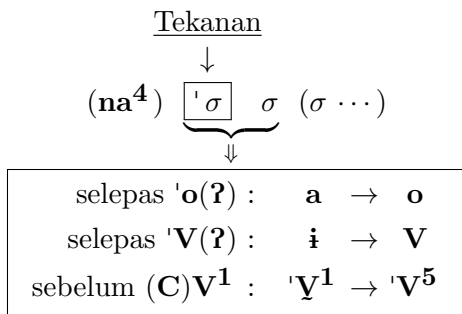 Tekanan
↓
(na⁴) ˈσ σ (σ ⋯)
⇓
selepas ˈo(ʔ) : a → o
selepas ˈV(ʔ) : ɨ → V
sebelum (C)V¹ : ˈV̰¹ → ˈV⁵